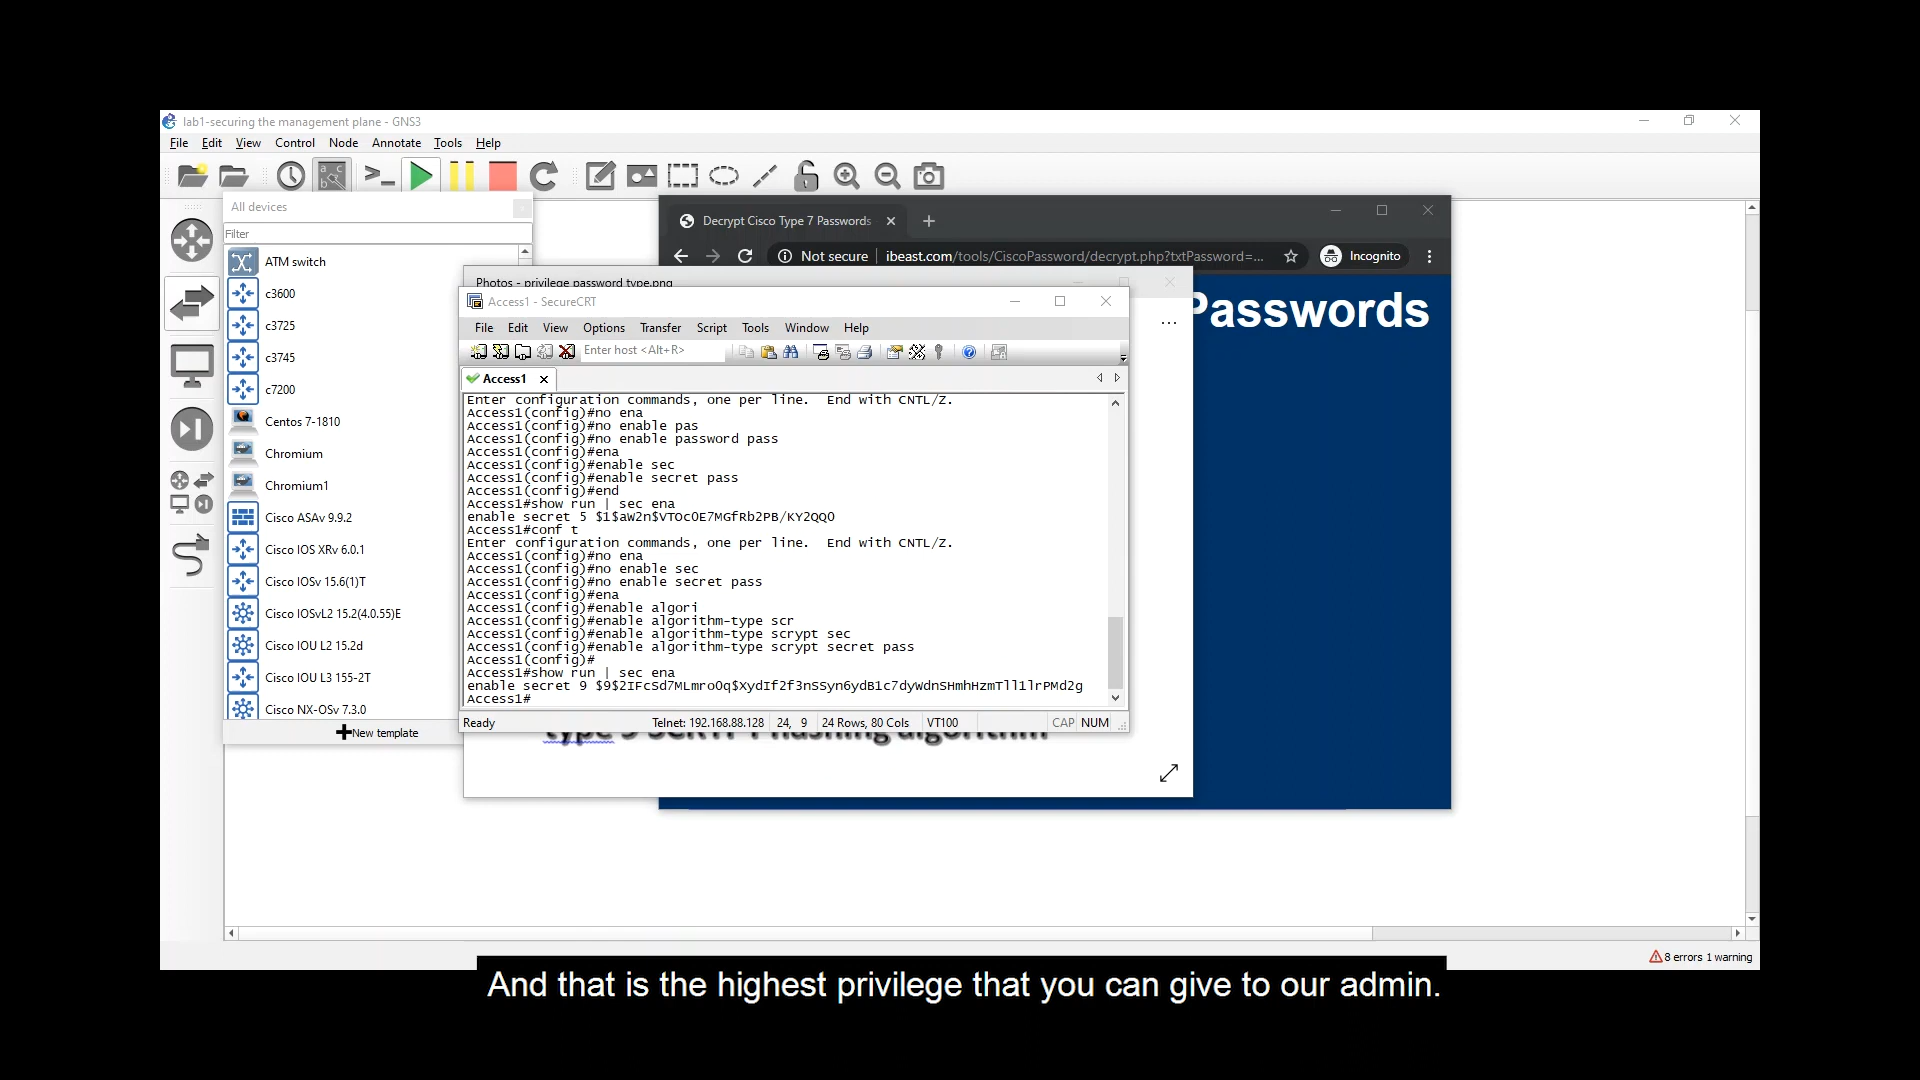 lab1-securing the management plane - GNS3
File Edit View Control Node Annotate Tools Help
All devices
Filter
ATM switch
c3600
c3725
c3745
c7200
Centos 7-1810
Chromium
Chromium1
Cisco ASAv 9.9.2
Cisco IOS XRv 6.0.1
Cisco IOSv 15.6(1)T
Cisco IOSvL2 15.2(4.0.55)E
Cisco IOU L2 15.2d
Cisco IOU L3 155-2T
Cisco NX-OSv 7.3.0
New template
Decrypt Cisco Type 7 Passwords
Not secure ibeast.com/tools/CiscoPassword/decrypt.php?txtPassword=... Incognito
Passwords
Photos - privilege password type.png
Access1 - SecureCRT
File Edit View Options Transfer Script Tools Window Help
Enter host <Alt+R>
Access1
Enter configuration commands, one per line. End with CNTL/Z.
Access1(config)#no ena
Access1(config)#no enable pas
Access1(config)#no enable password pass
Access1(config)#ena
Access1(config)#enable sec
Access1(config)#enable secret pass
Access1(config)#end
Access1#show run | sec ena
enable secret 5 $1$aW2n$VTOcOE7MGfRb2PB/KY2QQ0
Access1#conf t
Enter configuration commands, one per line. End with CNTL/Z.
Access1(config)#no ena
Access1(config)#no enable sec
Access1(config)#no enable secret pass
Access1(config)#ena
Access1(config)#enable algori
Access1(config)#enable algorithm-type scr
Access1(config)#enable algorithm-type scrypt sec
Access1(config)#enable algorithm-type scrypt secret pass
Access1(config)#
Access1#show run | sec ena
enable secret 9 $9$2IFcSd7MLmroOq$XydIf2f3nSSyn6ydB1c7dyWdnSHmhHzmTll1lrPMd2g
Access1#
Ready Telnet: 192.168.88.128 24, 9 24 Rows, 80 Cols VT100 CAP NUM
type 9 SCRYPT hashing algorithm
8 errors 1 warning
And that is the highest privilege that you can give to our admin.